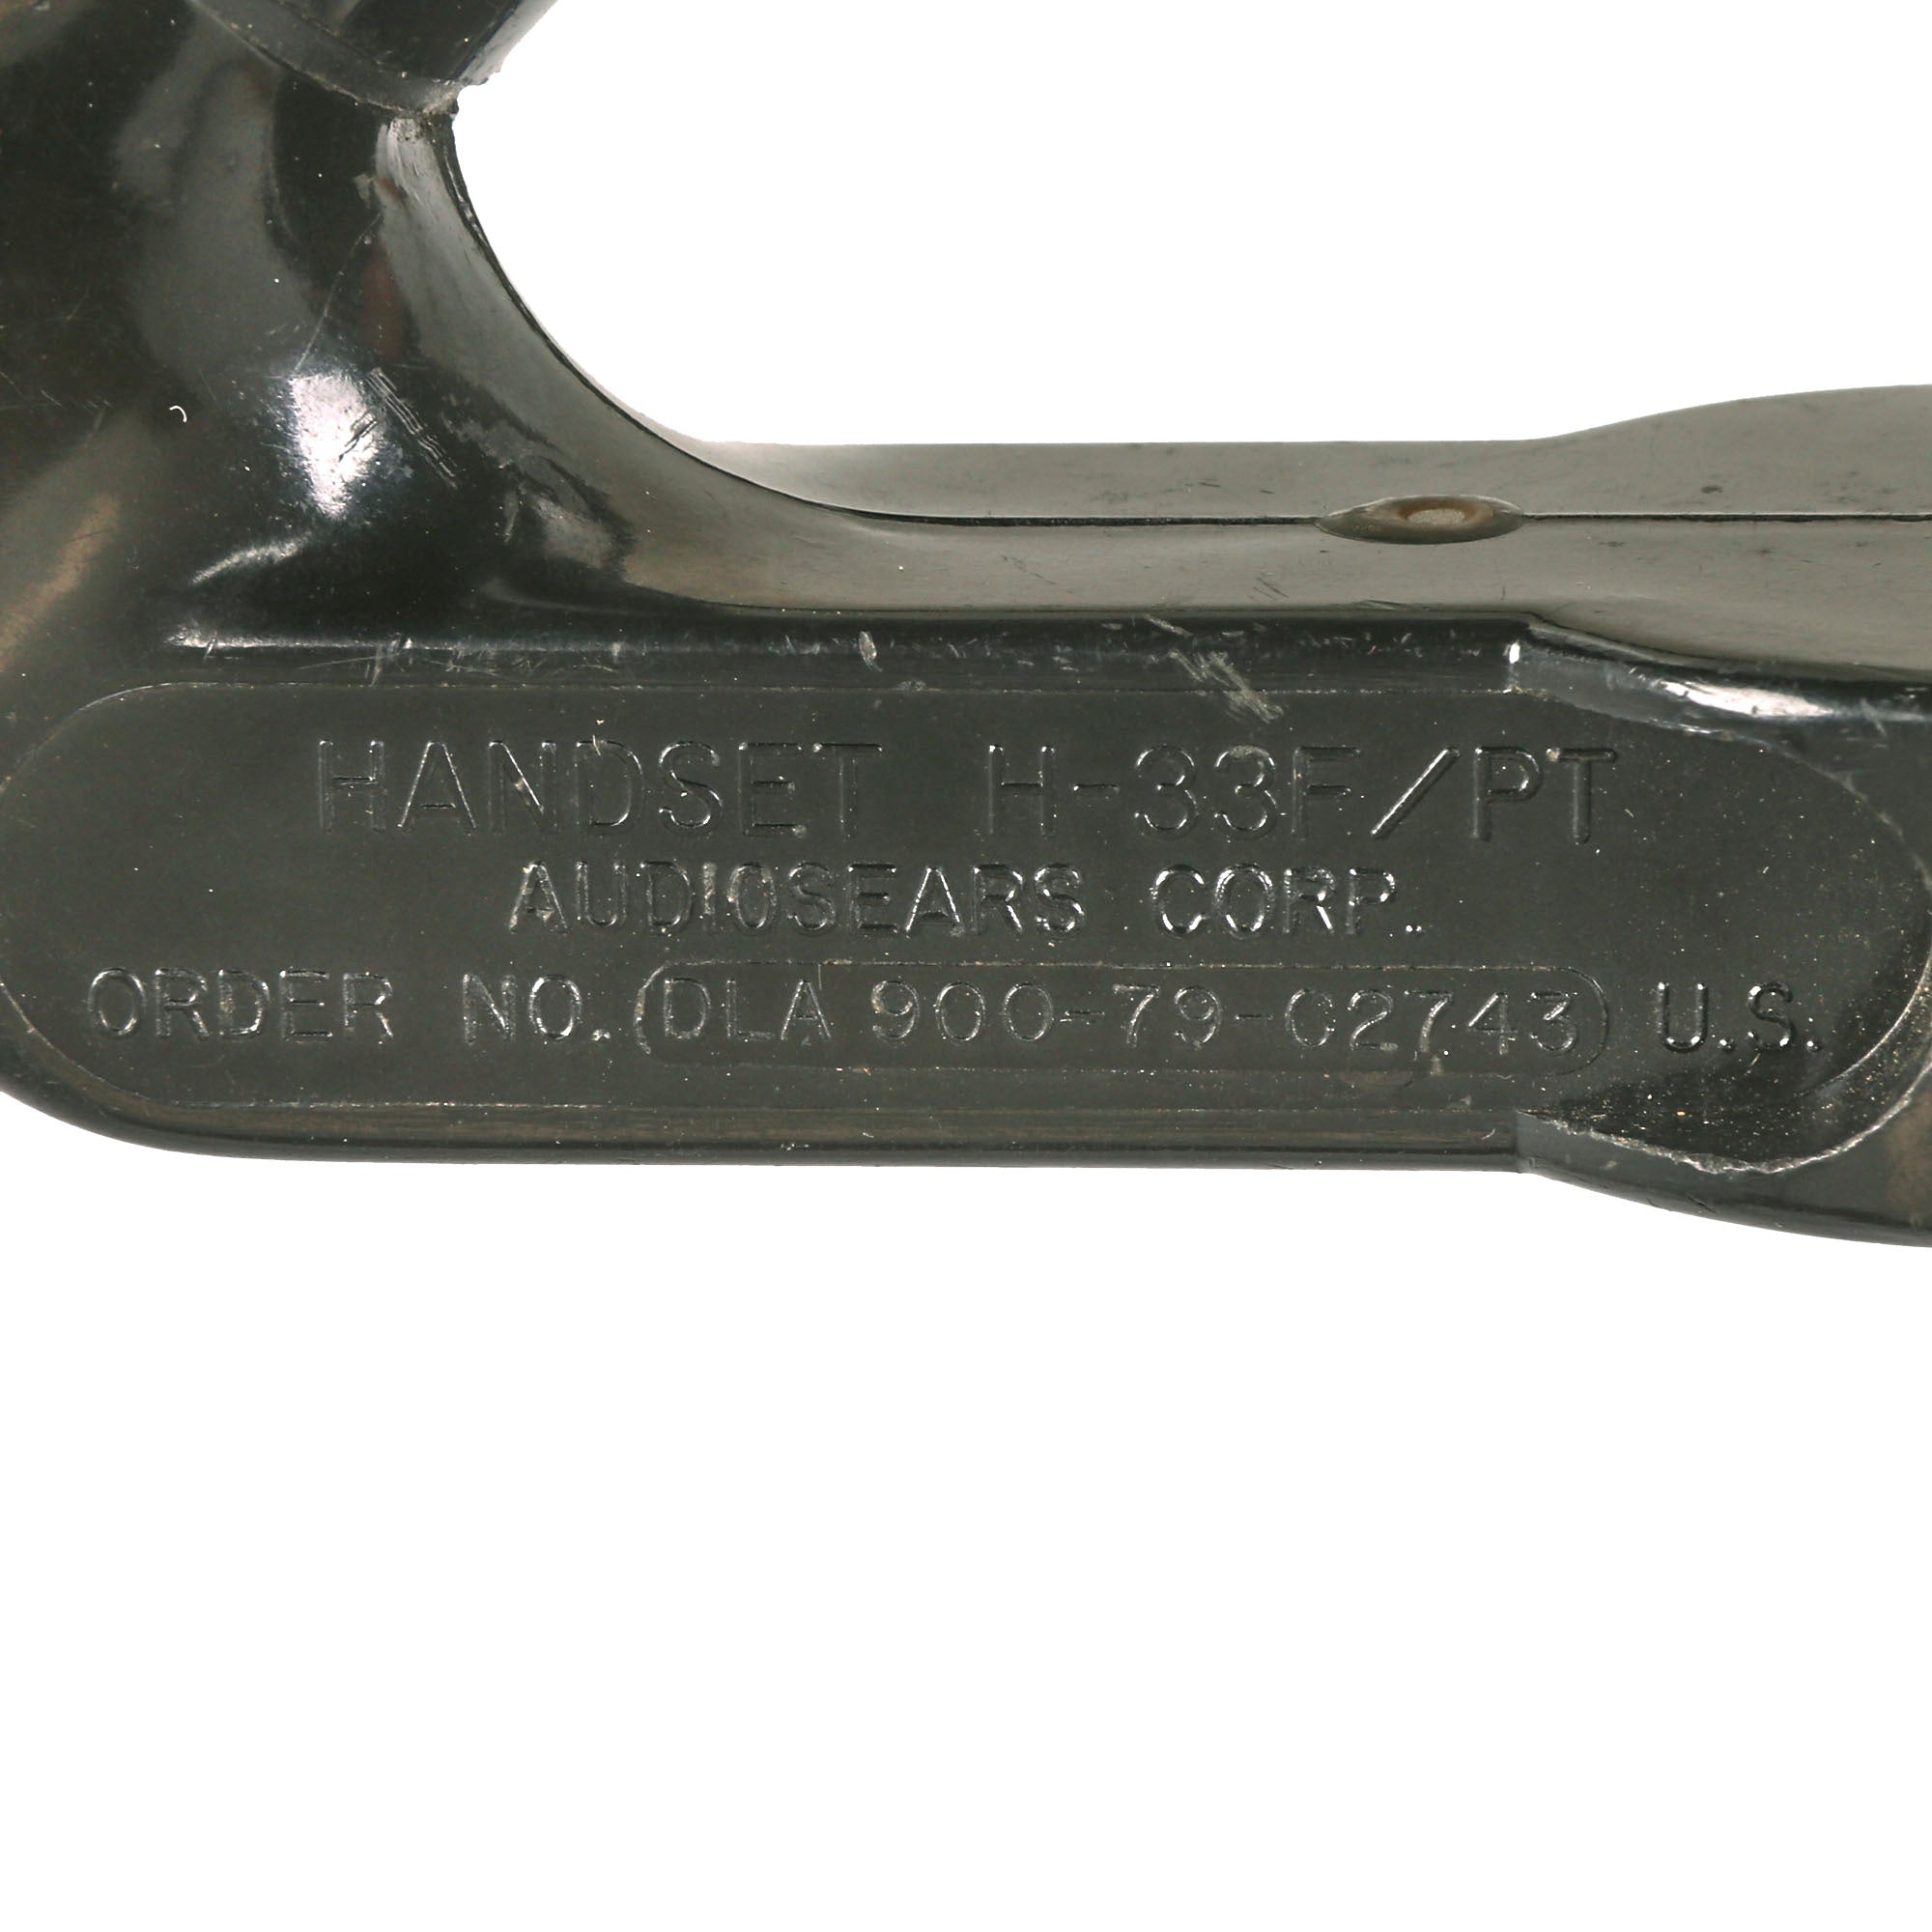 HANDSET H-33F/PT
AUDIOSEARS CORP.
ORDER NO. DLA 900-79-C2743 U.S.